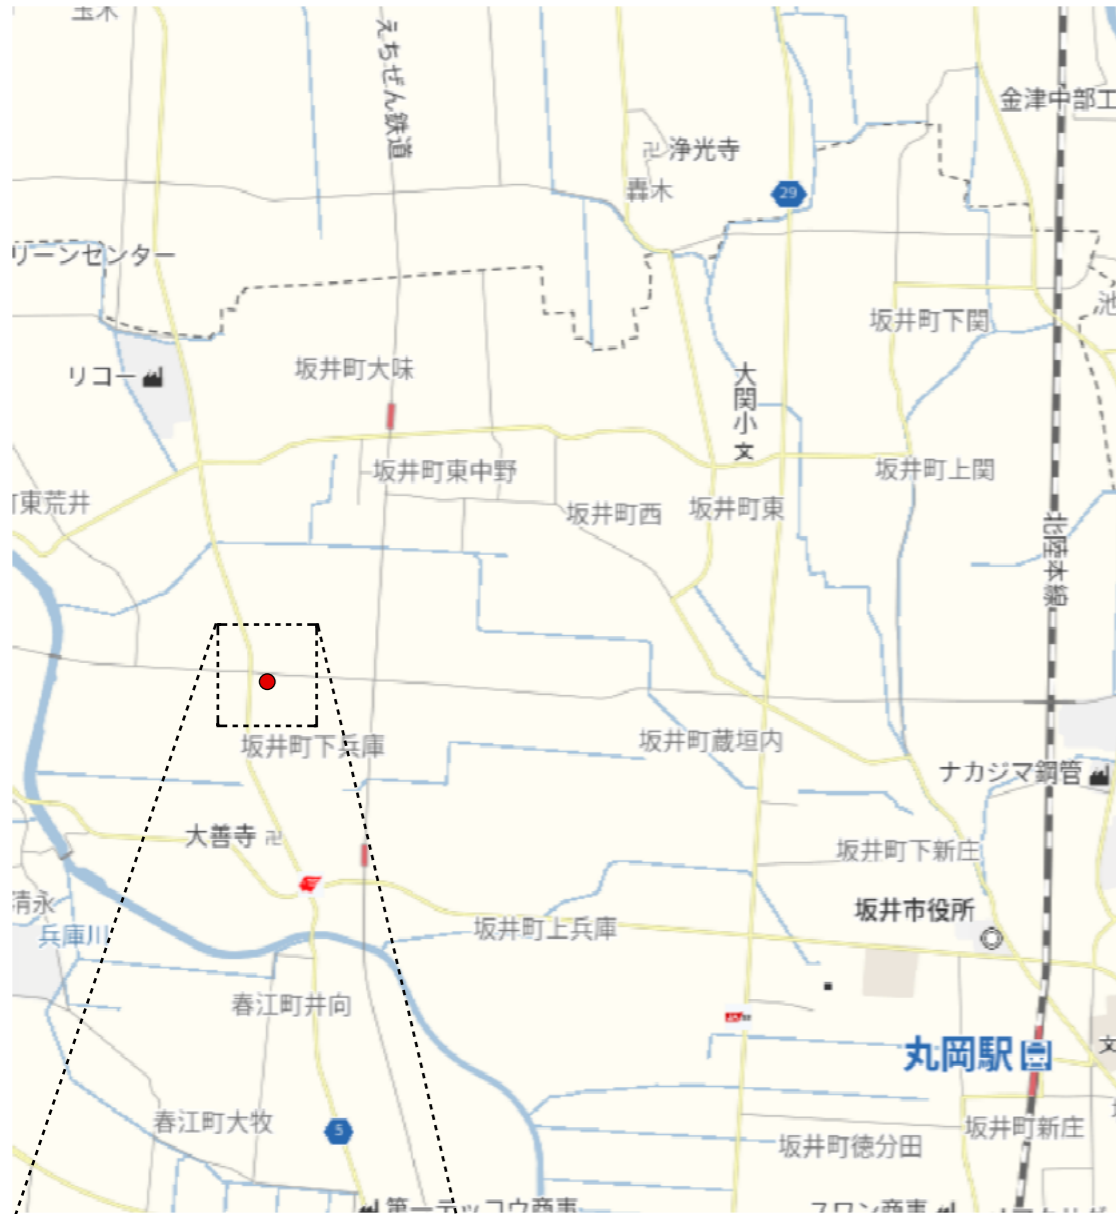 えちぜん鉄道
金津中部工
浄光寺
轟木
29
リーンセンター
坂井町下関
坂井町大味
リコー
大関小
坂井町東中野
坂井町上関
町東荒井
坂井町西
坂井町東
北陸本線
坂井町下兵庫
坂井町蔵垣内
ナカジマ鋼管
大善寺
坂井町下新庄
清永
坂井市役所
兵庫川
坂井町上兵庫
春江町井向
丸岡駅
春江町大牧
5
坂井町新庄
坂井町徳分田